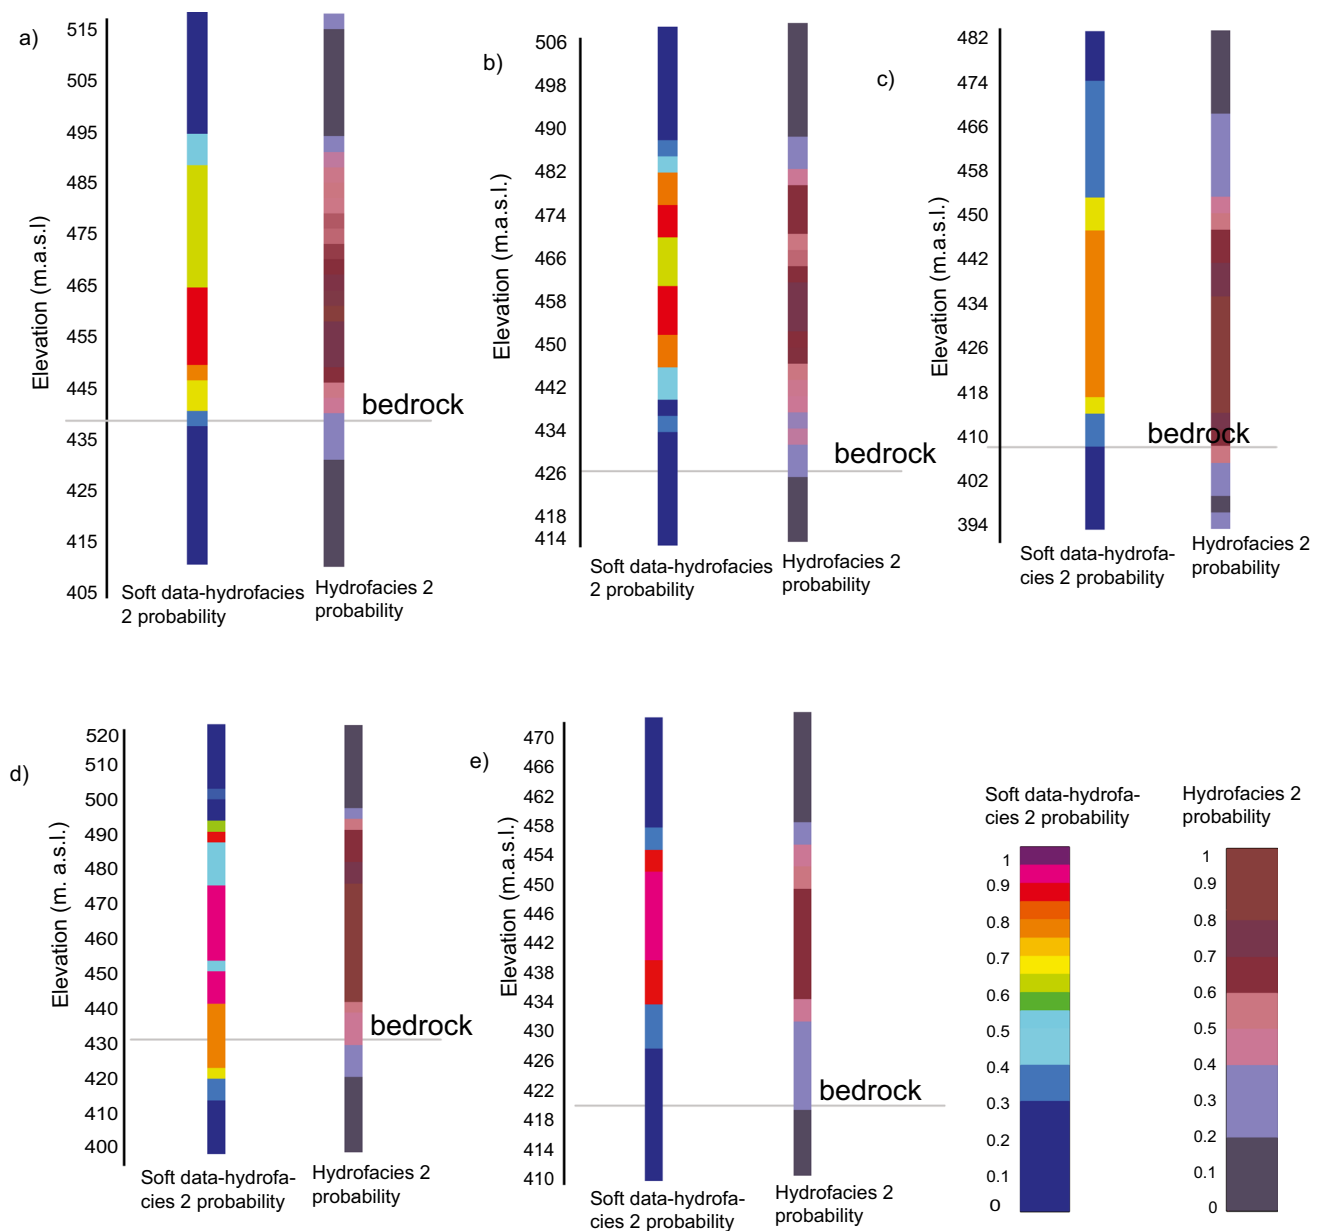 a)
Elevation (m.a.s.l)
515
505
495
485
475
465
455
445
435
425
415
405
bedrock
Soft data-hydrofacies
2 probability
Hydrofacies 2
probability
b)
Elevation (m.a.s.l.)
506
498
490
482
474
466
458
450
442
434
426
418
414
bedrock
Soft data-hydrofacies
2 probability
Hydrofacies 2
probability
c)
Elevation (m.a.s.l.)
482
474
466
458
450
442
434
426
418
410
402
394
bedrock
Soft data-hydrofa-
cies 2 probability
Hydrofacies 2
probability
d)
Elevation (m. a.s.l.)
520
510
500
490
480
470
460
450
440
430
420
410
400
bedrock
Soft data-hydrofa-
cies 2 probability
Hydrofacies 2
probability
e)
Elevation (m.a.s.l.)
470
466
462
458
454
450
446
442
438
434
430
426
422
418
414
410
bedrock
Soft data-hydrofa-
cies 2 probability
Hydrofacies 2
probability
Soft data-hydrofa-
cies 2 probability
1
0.9
0.8
0.7
0.6
0.5
0.4
0.3
0.2
0.1
0
Hydrofacies 2
probability
1
0.9
0.8
0.7
0.6
0.5
0.4
0.3
0.2
0.1
0